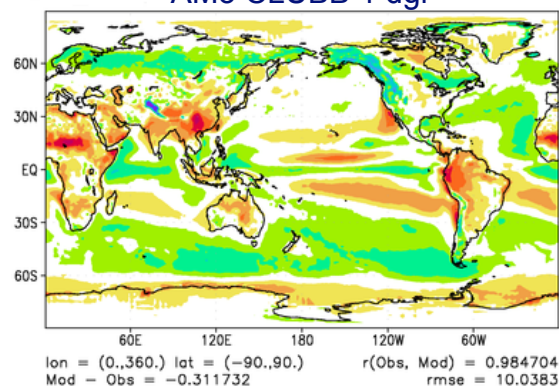 60N
30N
EQ
30S
60S
60E 120E 180 120W 60W
lon = (0.,360.) lat = (-90.,90.) r(Obs, Mod) = 0.984704
Mod - Obs = -0.311732 rmse = 10.0383